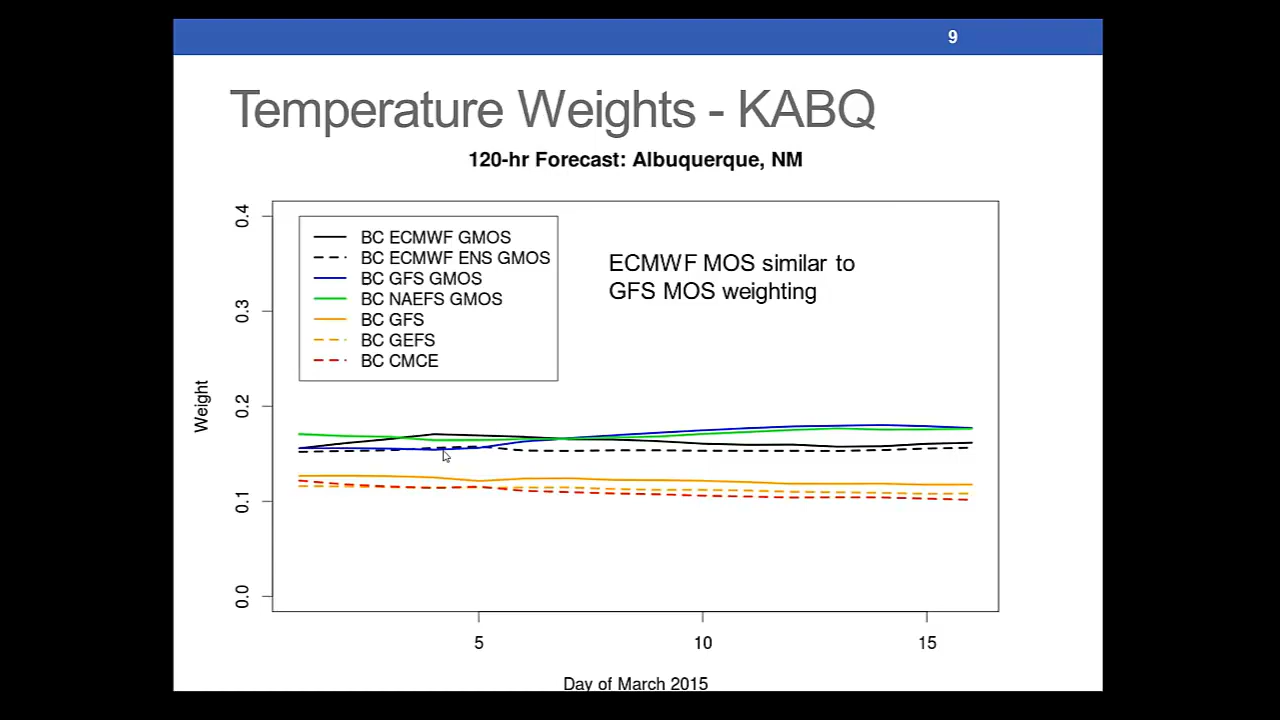 9
Temperature Weights - KABQ
120-hr Forecast: Albuquerque, NM
BC ECMWF GMOS
BC ECMWF ENS GMOS
BC GFS GMOS
BC NAEFS GMOS
BC GFS
BC GEFS
BC CMCE
ECMWF MOS similar to
GFS MOS weighting
Weight
0.4
0.3
0.2
0.1
0.0
5
10
15
Day of March 2015